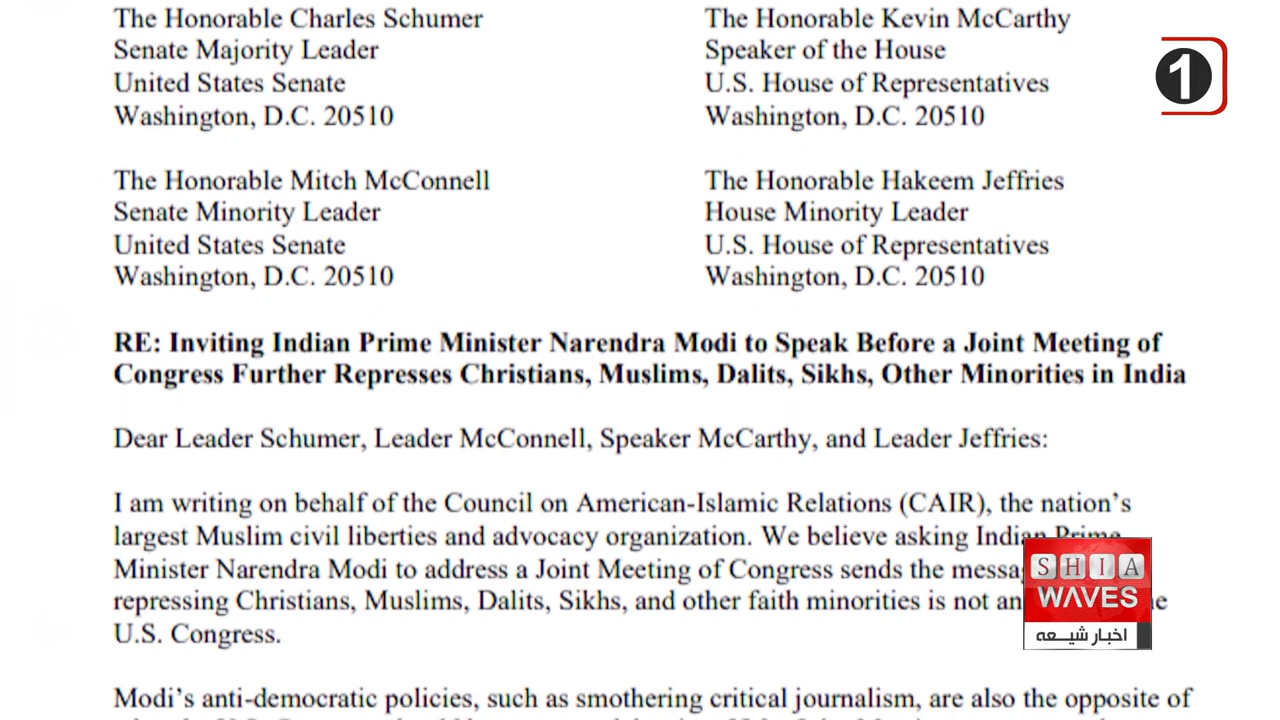 The Honorable Charles Schumer
Senate Majority Leader
United States Senate
Washington, D.C. 20510
The Honorable Kevin McCarthy
Speaker of the House
U.S. House of Representatives
Washington, D.C. 20510
1
The Honorable Mitch McConnell
Senate Minority Leader
United States Senate
Washington, D.C. 20510
The Honorable Hakeem Jeffries
House Minority Leader
U.S. House of Representatives
Washington, D.C. 20510
RE: Inviting Indian Prime Minister Narendra Modi to Speak Before a Joint Meeting of
Congress Further Represses Christians, Muslims, Dalits, Sikhs, Other Minorities in India
Dear Leader Schumer, Leader McConnell, Speaker McCarthy, and Leader Jeffries:
I am writing on behalf of the Council on American-Islamic Relations (CAIR), the nation's
largest Muslim civil liberties and advocacy organization. We believe asking Indian Prime
Minister Narendra Modi to address a Joint Meeting of Congress sends the
repressing Christians, Muslims, Dalits, Sikhs, and other faith minorities is not
U.S. Congress.
Modi's anti-democratic policies, such as smothering critical journalism, are also the opposite of
SHIA
WAVES
اخبار شیعه